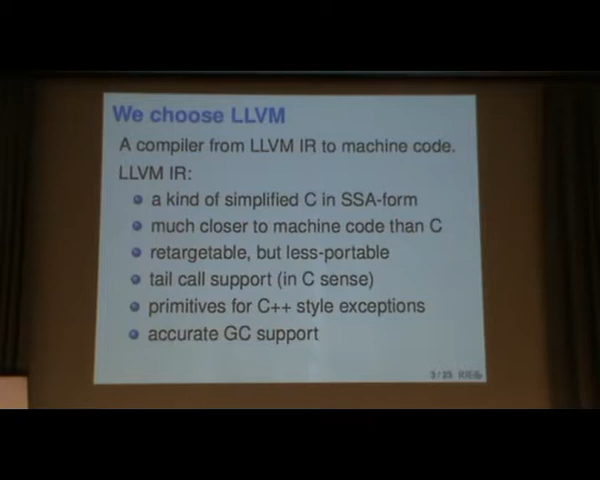 We choose LLVM
A compiler from LLVM IR to machine code.
LLVM IR:
a kind of simplified C in SSA-form
much closer to machine code than C
retargetable, but less-portable
tail call support (in C sense)
primitives for C++ style exceptions
accurate GC support
3 / 23